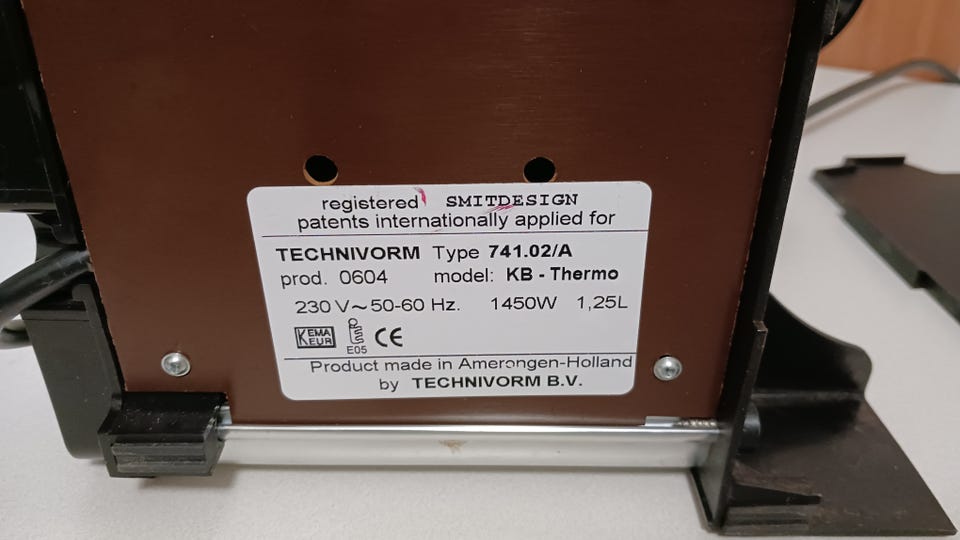 registered SMITDESIGN
patents internationally applied for
TECHNIVORM Type 741.02/A
prod. 0604 model: KB - Thermo
230 V~50-60 Hz. 1450W 1,25L
KEMA
EUR
E05
CE
Product made in Amerongen-Holland
by TECHNIVORM B.V.